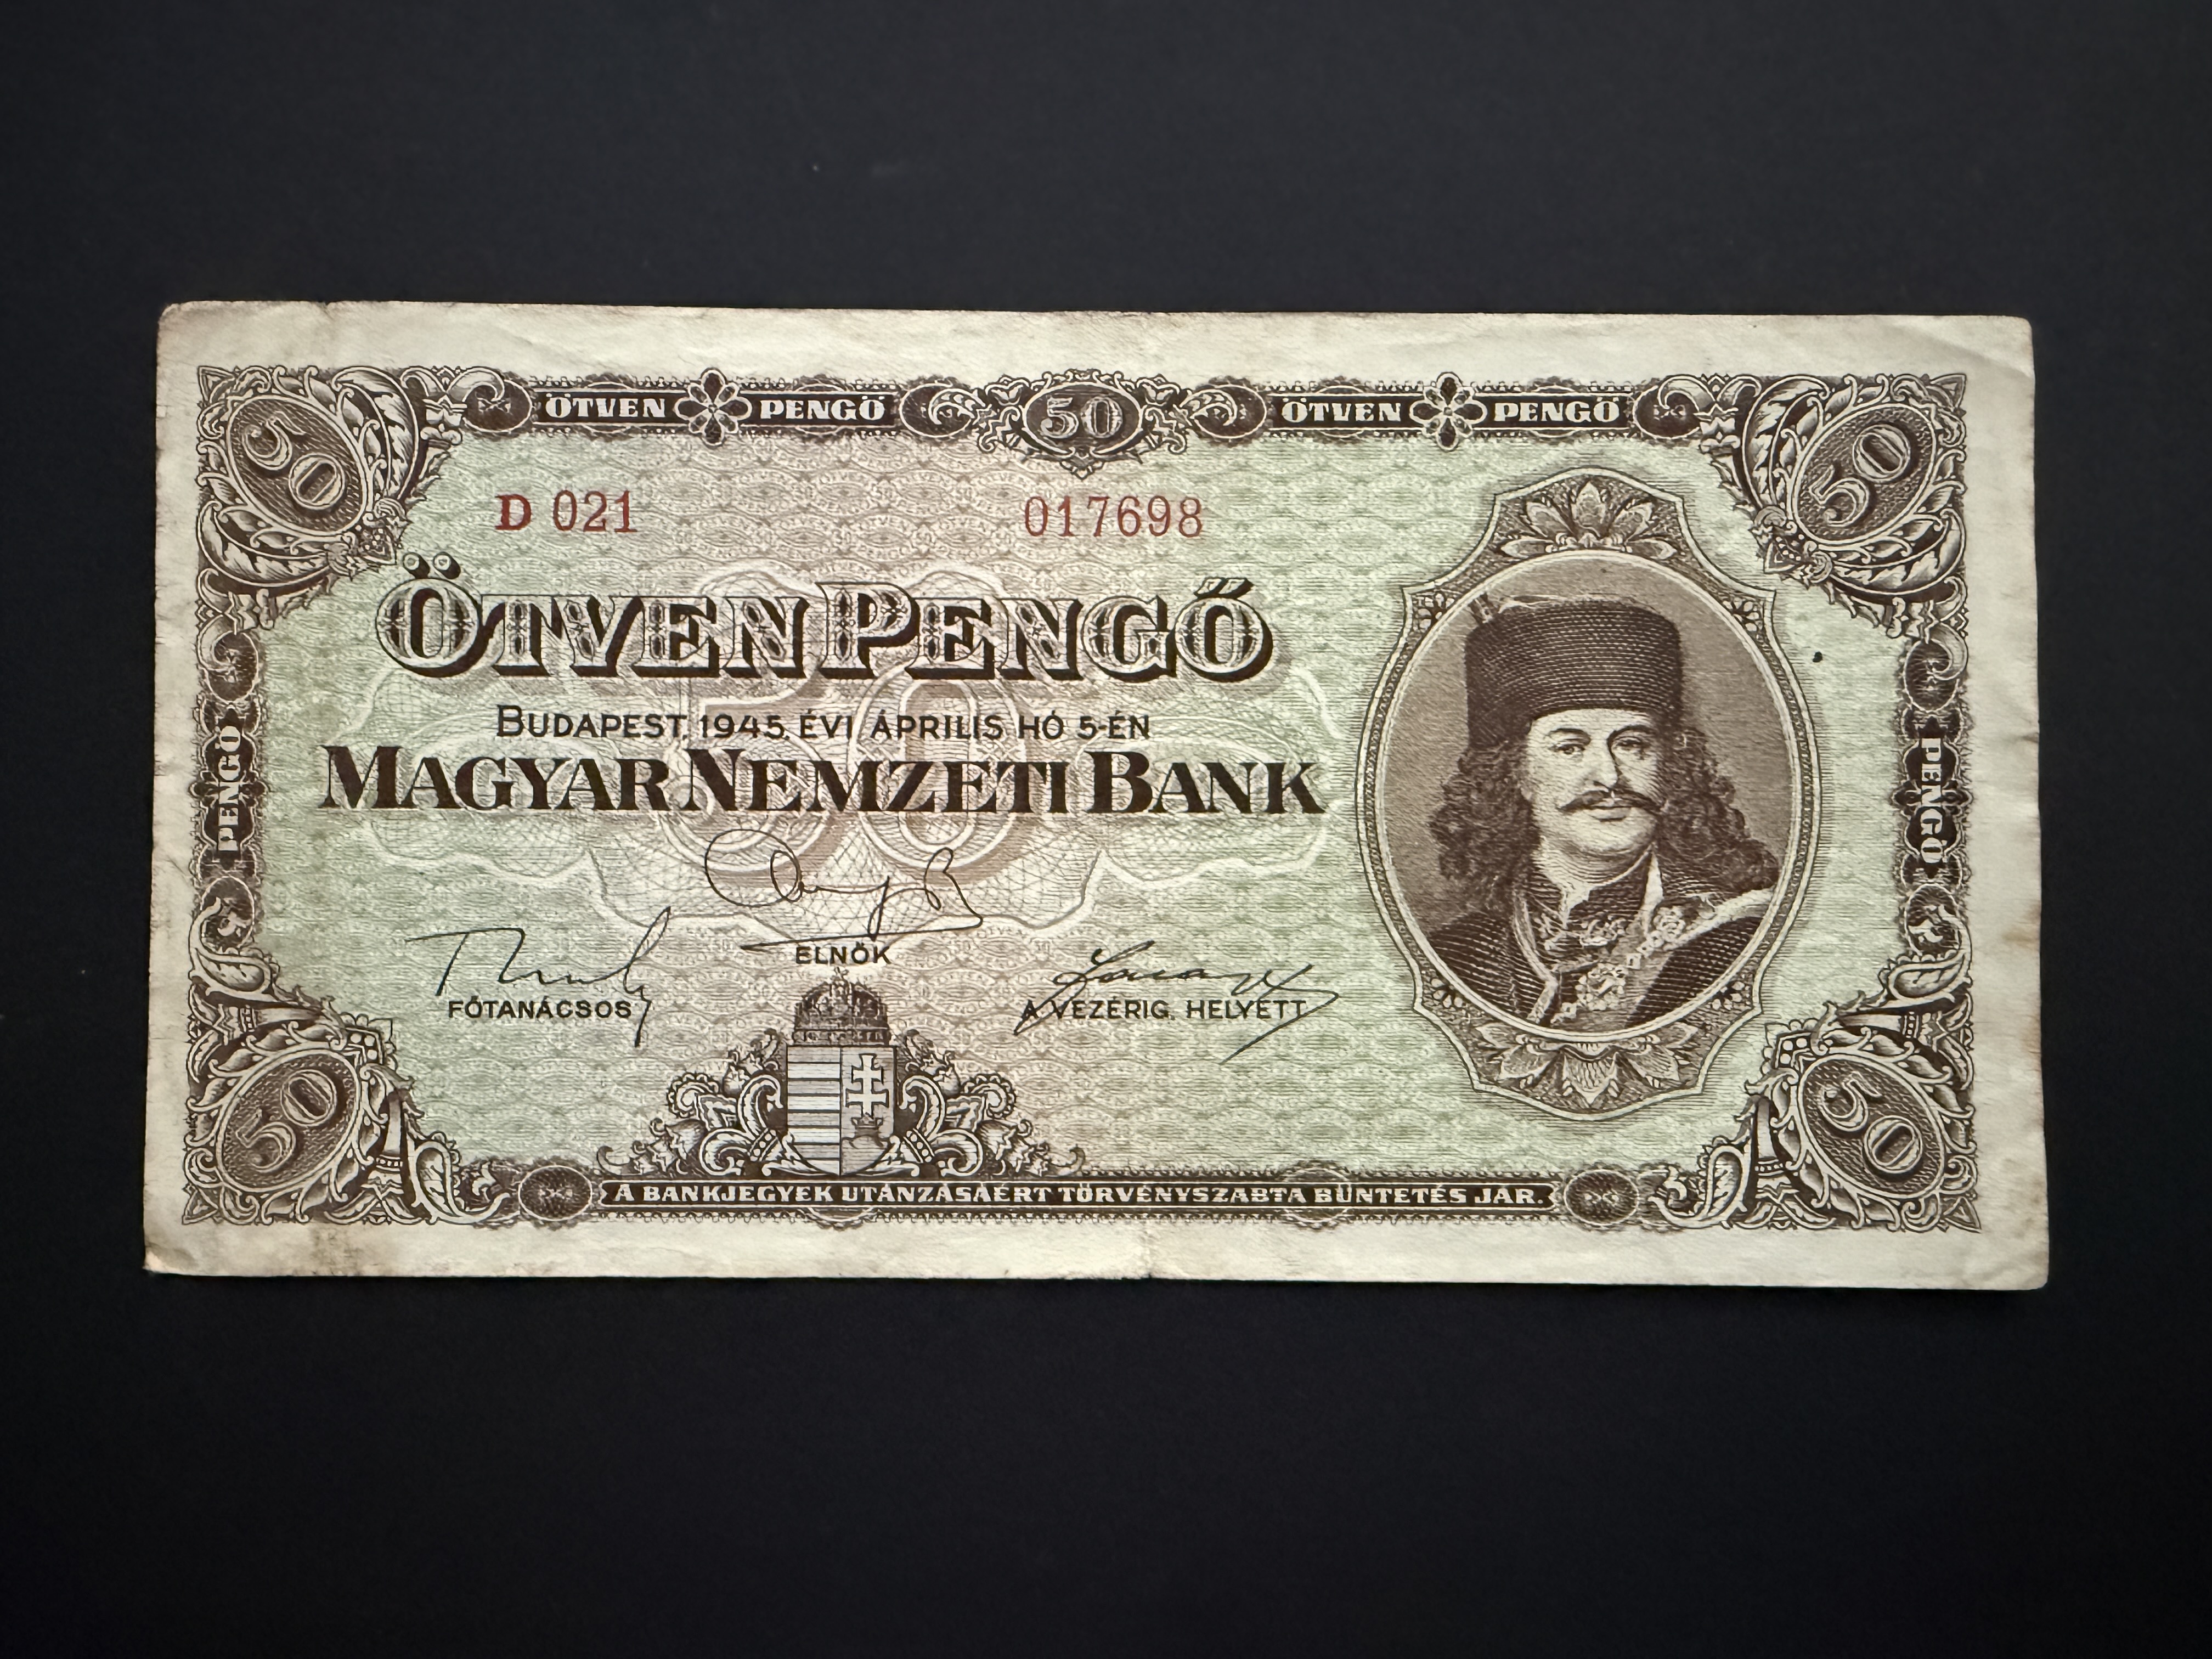 ÖTVEN PENGŐ 50 ÖTVEN PENGŐ
50
50
D 021 017698
ÖTVEN PENGŐ
BUDAPEST, 1945. ÉVI ÁPRILIS HÓ 5-ÉN
MAGYAR NEMZETI BANK
50
PENGŐ
PENGŐ
ELNÖK
FŐTANÁCSOS
A VEZÉRIG. HELYETT
50
50
A BANKJEGYEK UTÁNZÁSÁÉRT TÖRVÉNYSZABTA BÜNTETÉS JÁR.